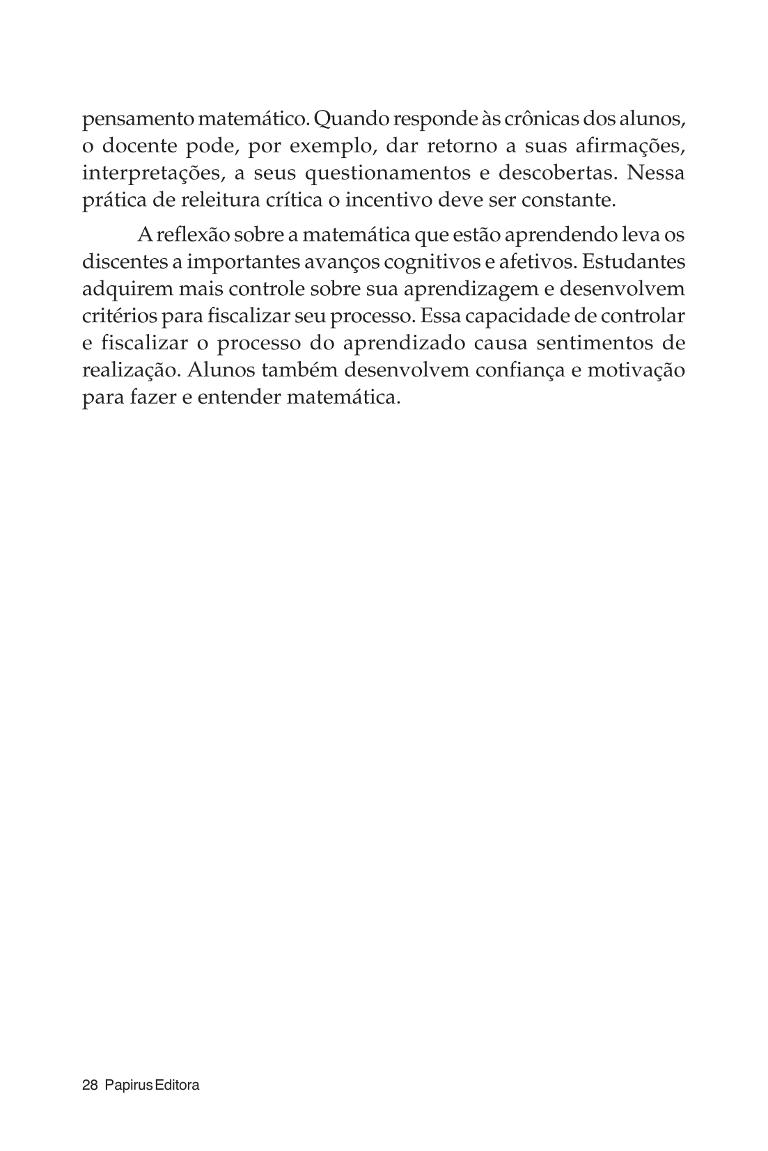 pensamento matemático. Quando responde às crônicas dos alunos,
o docente pode, por exemplo, dar retorno a suas afirmações,
interpretações, a seus questionamentos e descobertas. Nessa
prática de releitura crítica o incentivo deve ser constante.
A reflexão sobre a matemática que estão aprendendo leva os
discentes a importantes avanços cognitivos e afetivos. Estudantes
adquirem mais controle sobre sua aprendizagem e desenvolvem
critérios para fiscalizar seu processo. Essa capacidade de controlar
e fiscalizar o processo do aprendizado causa sentimentos de
realização. Alunos também desenvolvem confiança e motivação
para fazer e entender matemática.
28 Papirus Editora